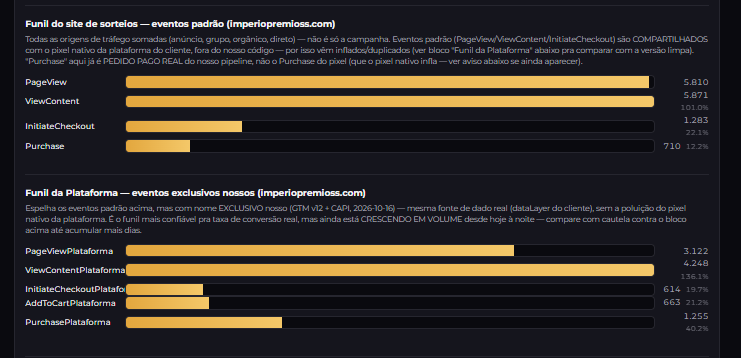 Funil do site de sorteios — eventos padrão (imperiopremioss.com)
Todas as origens de tráfego somadas (anúncio, grupo, orgânico, direto) — não é só a campanha. Eventos padrão (PageView/ViewContent/InitiateCheckout) são COMPARTILHADOS
com o pixel nativo da plataforma do cliente, fora do nosso código — por isso vêm inflados/duplicados (ver bloco "Funil da Plataforma" abaixo pra comparar com a versão limpa).
"Purchase" aqui já é PEDIDO PAGO REAL do nosso pipeline, não o Purchase do pixel (que o pixel nativo infla — ver aviso abaixo se ainda aparecer).
PageView 5.810
ViewContent 5.871
101.0%
InitiateCheckout 1.283
22.1%
Purchase 710 12.2%
Funil da Plataforma — eventos exclusivos nossos (imperiopremioss.com)
Espelha os eventos padrão acima, mas com nome EXCLUSIVO nosso (GTM v12 + CAPI, 2026-10-16) — mesma fonte de dado real (dataLayer do cliente), sem a poluição do pixel
nativo da plataforma. É o funil mais confiável pra taxa de conversão real, mas ainda está CRESCENDO EM VOLUME desde hoje à noite — compare com cautela contra o bloco
acima até acumular mais dias.
PageViewPlataforma 3.122
ViewContentPlataforma 4.248
136.1%
InitiateCheckoutPlatafo 614 19.7%
AddToCartPlataforma 663 21.2%
PurchasePlataforma 1.255
40.2%